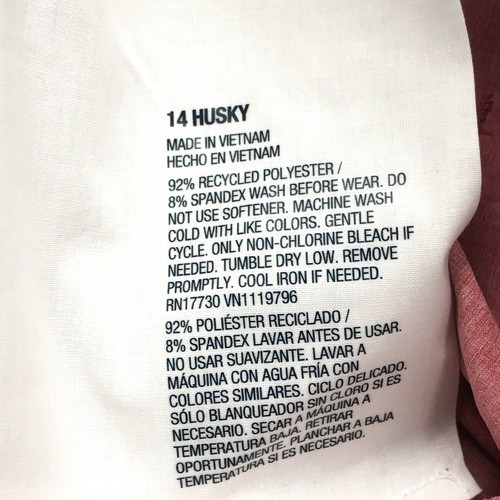 14 HUSKY
MADE IN VIETNAM
HECHO EN VIETNAM
92% RECYCLED POLYESTER /
8% SPANDEX WASH BEFORE WEAR. DO
NOT USE SOFTENER. MACHINE WASH
COLD WITH LIKE COLORS. GENTLE
CYCLE. ONLY NON-CHLORINE BLEACH IF
NEEDED. TUMBLE DRY LOW. REMOVE
PROMPTLY. COOL IRON IF NEEDED.
RN17730 VN1119796
92% POLIÉSTER RECICLADO /
8% SPANDEX LAVAR ANTES DE USAR.
NO USAR SUAVIZANTE. LAVAR A
MÁQUINA CON AGUA FRÍA CON
COLORES SIMILARES. CICLO DELICADO.
SÓLO BLANQUEADOR SIN CLORO SI ES
NECESARIO. SECAR A MÁQUINA A
TEMPERATURA BAJA. RETIRAR
OPORTUNAMENTE. PLANCHAR A BAJA
TEMPERATURA SI ES NECESARIO.